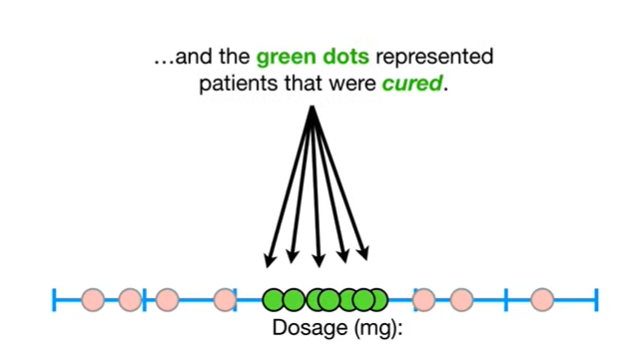 ...and the green dots represented
patients that were cured.
Dosage (mg):